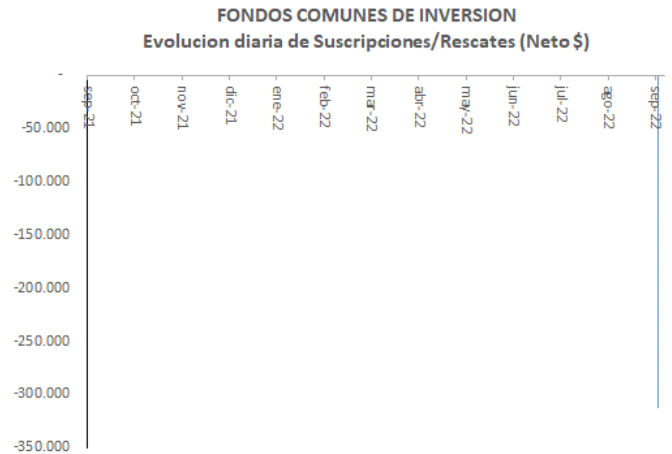 FONDOS COMUNES DE INVERSION
Evolucion diaria de Suscripciones/Rescates (Neto $)
-
sep-21
oct-21
nov-21
dic-21
ene-22
feb-22
mar-22
abr-22
may-22
jun-22
jul-22
ago-22
sep-22
-50.000
-100.000
-150.000
-200.000
-250.000
-300.000
-350.000